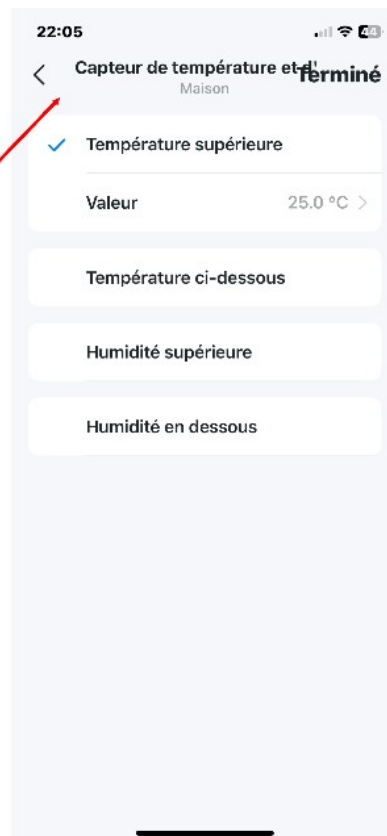 22:05
44
Capteur de température et d'
Terminé
Maison
Température supérieure
Valeur 25.0 °C
Température ci-dessous
Humidité supérieure
Humidité en dessous